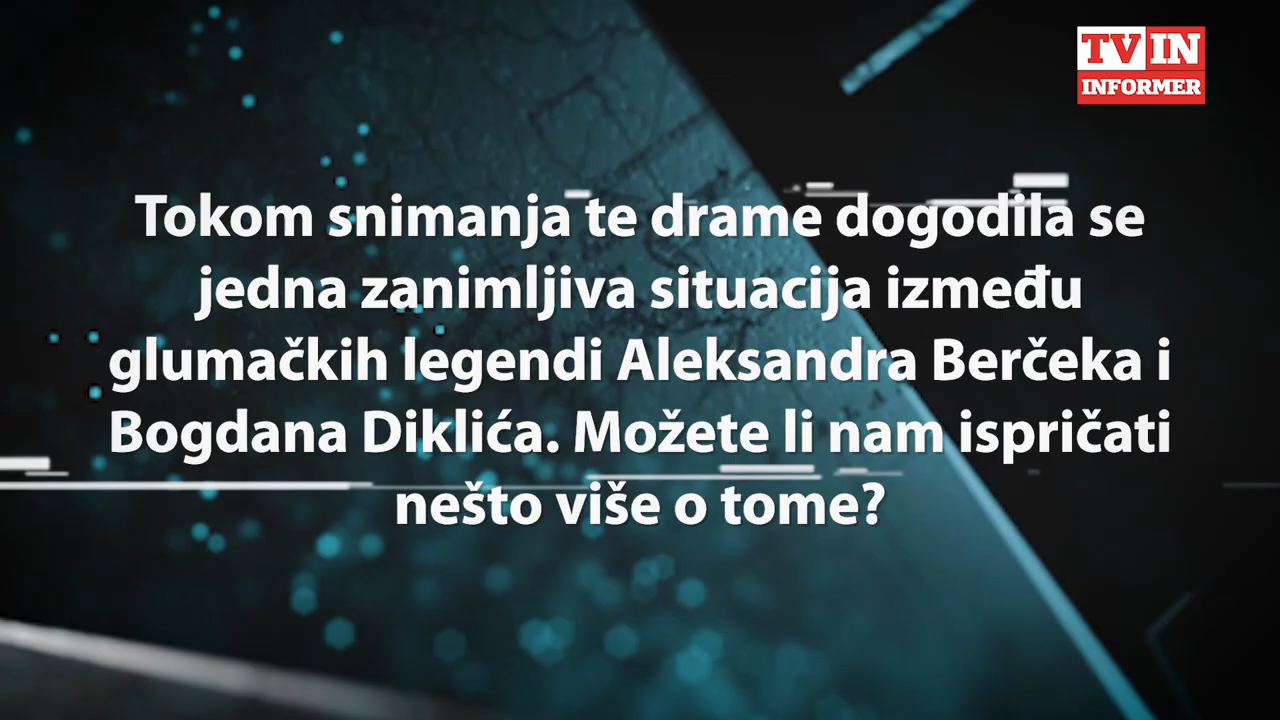 TV IN
INFORMER
Tokom snimanja te drame dogodila se
jedna zanimljiva situacija između
glumačkih legendi Aleksandra Berčeka i
Bogdana Diklića. Možete li nam ispričati
nešto više o tome?